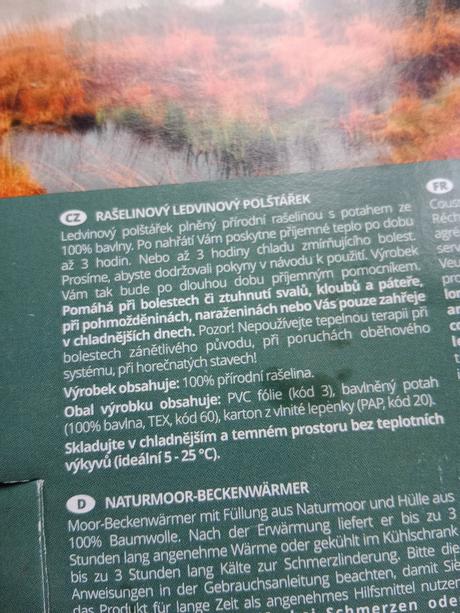 CZ RAŠELINOVÝ LEDVINOVÝ POLŠTÁŘEK
Ledvinový polštářek plněný přírodní rašelinou s potahem ze
100% bavlny. Po nahřátí Vám poskytne příjemné teplo po dobu
až 3 hodin. Nebo až 3 hodiny chladu zmírňujícího bolest.
Prosíme, abyste dodržovali pokyny v návodu k použití. Výrobek
Vám tak bude po dlouhou dobu příjemným pomocníkem.
Pomáhá při bolestech či ztuhnutí svalů, kloubů a páteře,
při pohmožděninách, naraženinách nebo Vás pouze zahřeje
v chladnějších dnech. Pozor! Nepoužívejte tepelnou terapii při
bolestech zánětlivého původu, při poruchách oběhového
systému, při horečnatých stavech!
Výrobek obsahuje: 100% přírodní rašelina.
Obal výrobku obsahuje: PVC fólie (kód 3), bavlněný potah
(100% bavlna, TEX, kód 60), karton z vlnité lepenky (PAP, kód 20).
Skladujte v chladnějším a temném prostoru bez teplotních
výkyvů (ideální 5 - 25 °C).
D NATURMOOR-BECKENWÄRMER
Moor-Beckenwärmer mit Füllung aus Naturmoor und Hülle aus
100% Baumwolle. Nach der Erwärmung liefert er bis zu 3
Stunden lang angenehme Wärme oder gekühlt im Kühlschrank
bis zu 3 Stunden lang Kälte zur Schmerzlinderung. Bitte die
Anweisungen in der Gebrauchsanleitung beachten, damit Sie
das Produkt für lange Zeit als angenehmes Hilfsmittel nutzen
Schmerzen oder
FR